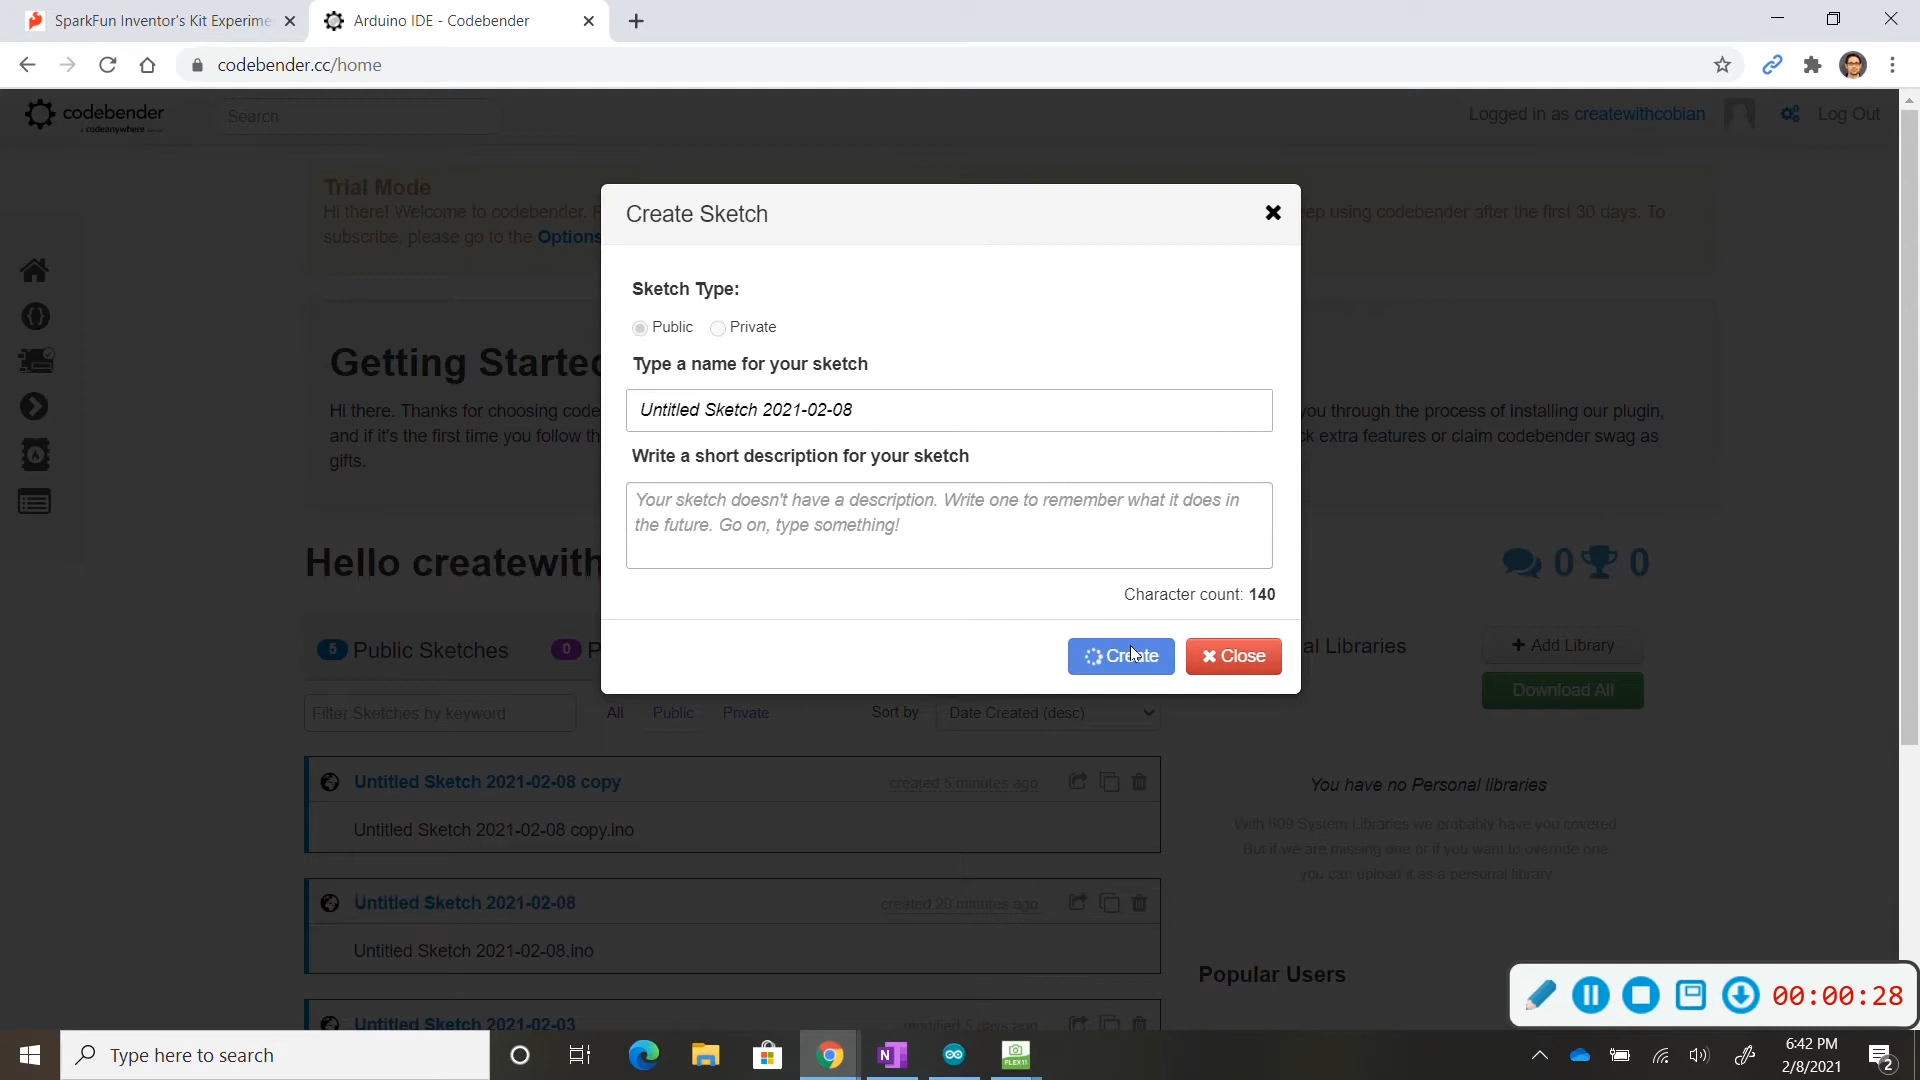 SparkFun Inventor's Kit Experime
Arduino IDE - Codebender
codebender.cc/home
codebender
codeanywhere
Search
Logged in as createwithcobian
Log Out
Trial Mode
Hi there! Welcome to codebender.
ep using codebender after the first 30 days. To
subscribe, please go to the Options
Create Sketch
Sketch Type:
Public Private
Type a name for your sketch
Untitled Sketch 2021-02-08
Write a short description for your sketch
Your sketch doesn't have a description. Write one to remember what it does in
the future. Go on, type something!
Character count: 140
Create
Close
Getting Started
Hi there. Thanks for choosing code
you through the process of installing our plugin,
and if it's the first time you follow th
k extra features or claim codebender swag as
gifts.
Hello createwith
0 0
5 Public Sketches
0 P
al Libraries
+ Add Library
Download All
Filter Sketches by keyword
All Public Private
Sort by Date Created (desc)
Untitled Sketch 2021-02-08 copy
created 5 minutes ago
Untitled Sketch 2021-02-08 copy.ino
You have no Personal libraries
With 909 System Libraries we probably have you covered
But if we are missing one or if you want to override one
you can upload it as a personal library
Untitled Sketch 2021-02-08
created 20 minutes ago
Untitled Sketch 2021-02-08.ino
Popular Users
Untitled Sketch 2021-02-03
modified 5 days ago
00:00:28
Type here to search
N
FLEX11
6:42 PM
2/8/2021
2